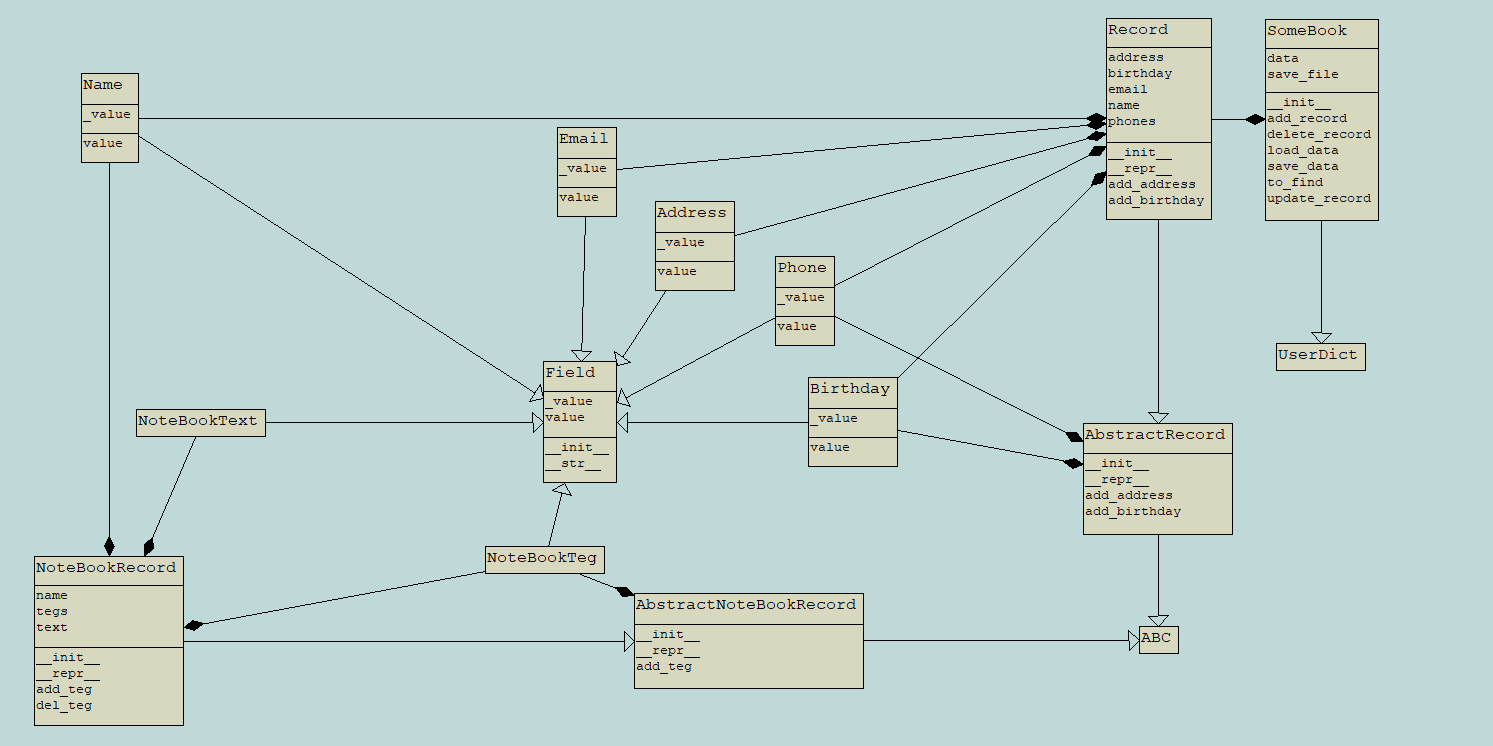 Record
address
birthday
email
name
phones
__init__
__repr__
add_address
add_birthday
SomeBook
data
save_file
__init__
add_record
delete_record
load_data
save_data
to_find
update_record
Name
_value
value
Email
_value
value
Address
_value
value
Phone
_value
value
UserDict
Field
_value
value
__init__
__str__
Birthday
_value
value
NoteBookText
AbstractRecord
__init__
__repr__
add_address
add_birthday
NoteBookTeg
NoteBookRecord
name
tegs
text
__init__
__repr__
add_teg
del_teg
AbstractNoteBookRecord
__init__
__repr__
add_teg
ABC